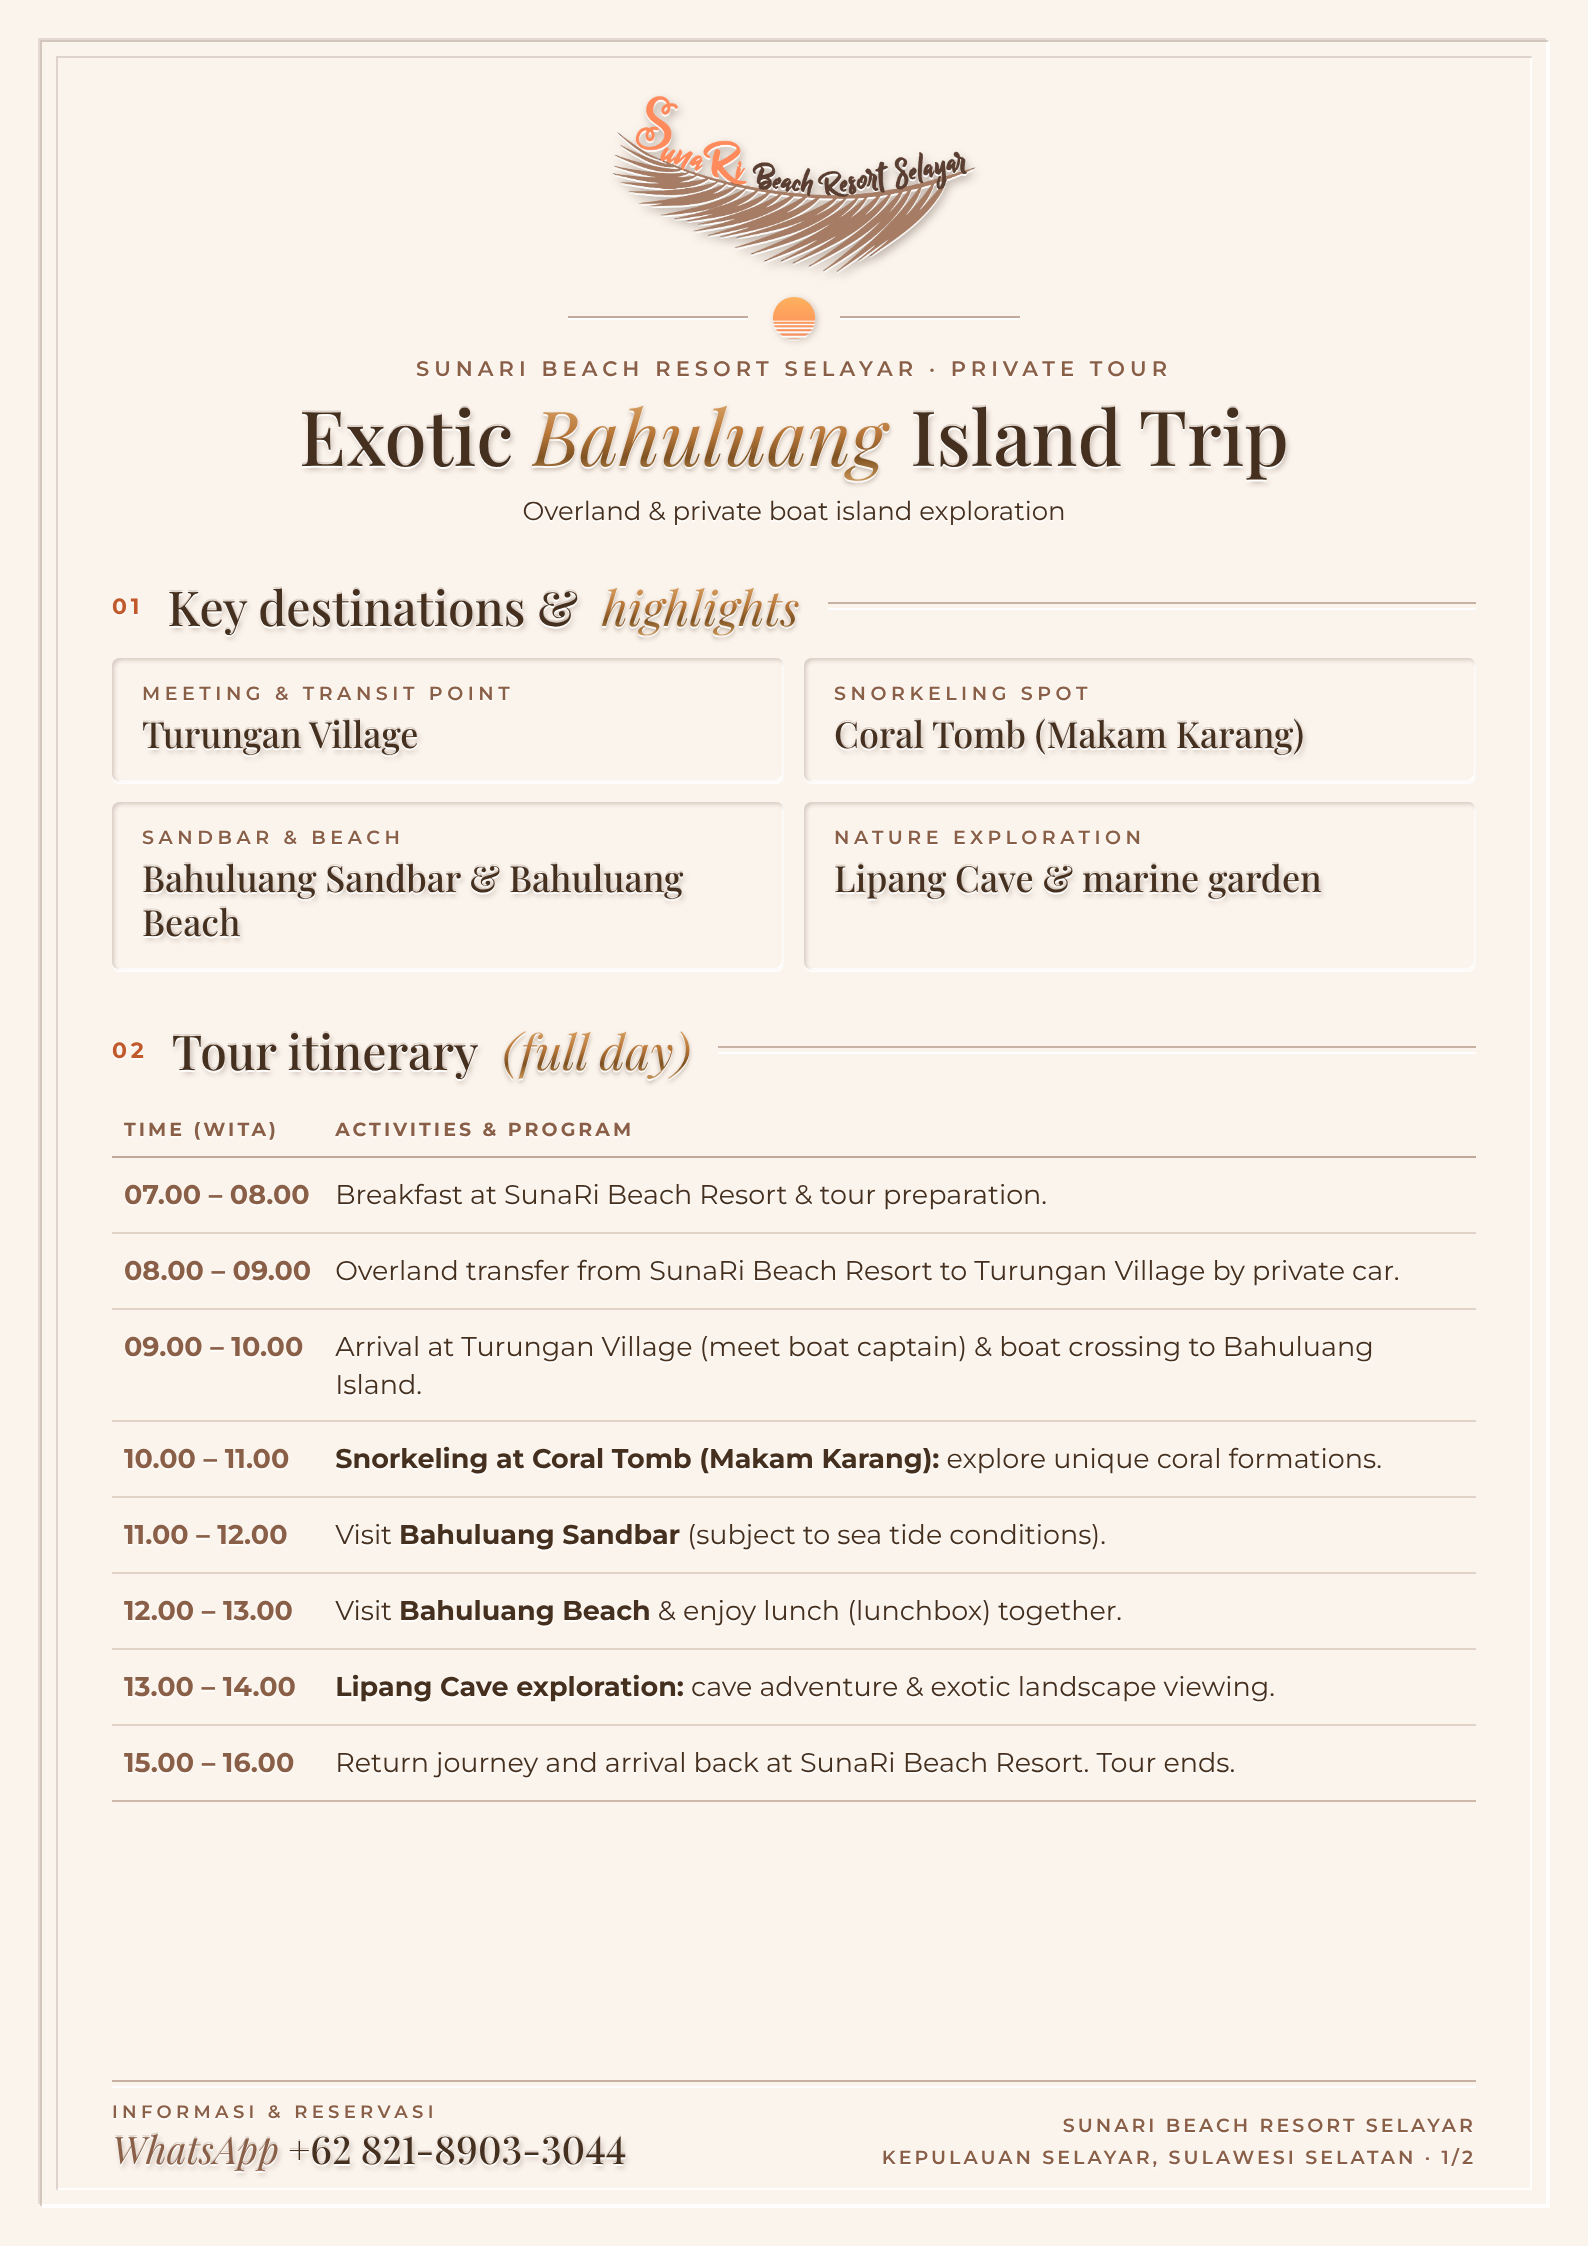 SunaRi Beach Resort Selayar
SUNARI BEACH RESORT SELAYAR · PRIVATE TOUR
Exotic Bahuluang Island Trip
Overland & private boat island exploration
01 Key destinations & highlights
MEETING & TRANSIT POINT
Turungan Village
SNORKELING SPOT
Coral Tomb (Makam Karang)
SANDBAR & BEACH
Bahuluang Sandbar & Bahuluang
Beach
NATURE EXPLORATION
Lipang Cave & marine garden
02 Tour itinerary (full day)
TIME (WITA) ACTIVITIES & PROGRAM
07.00 – 08.00 Breakfast at SunaRi Beach Resort & tour preparation.
08.00 – 09.00 Overland transfer from SunaRi Beach Resort to Turungan Village by private car.
09.00 – 10.00 Arrival at Turungan Village (meet boat captain) & boat crossing to Bahuluang
Island.
10.00 – 11.00 Snorkeling at Coral Tomb (Makam Karang): explore unique coral formations.
11.00 – 12.00 Visit Bahuluang Sandbar (subject to sea tide conditions).
12.00 – 13.00 Visit Bahuluang Beach & enjoy lunch (lunchbox) together.
13.00 – 14.00 Lipang Cave exploration: cave adventure & exotic landscape viewing.
15.00 – 16.00 Return journey and arrival back at SunaRi Beach Resort. Tour ends.
INFORMASI & RESERVASI
WhatsApp +62 821-8903-3044
SUNARI BEACH RESORT SELAYAR
KEPULAUAN SELAYAR, SULAWESI SELATAN · 1/2